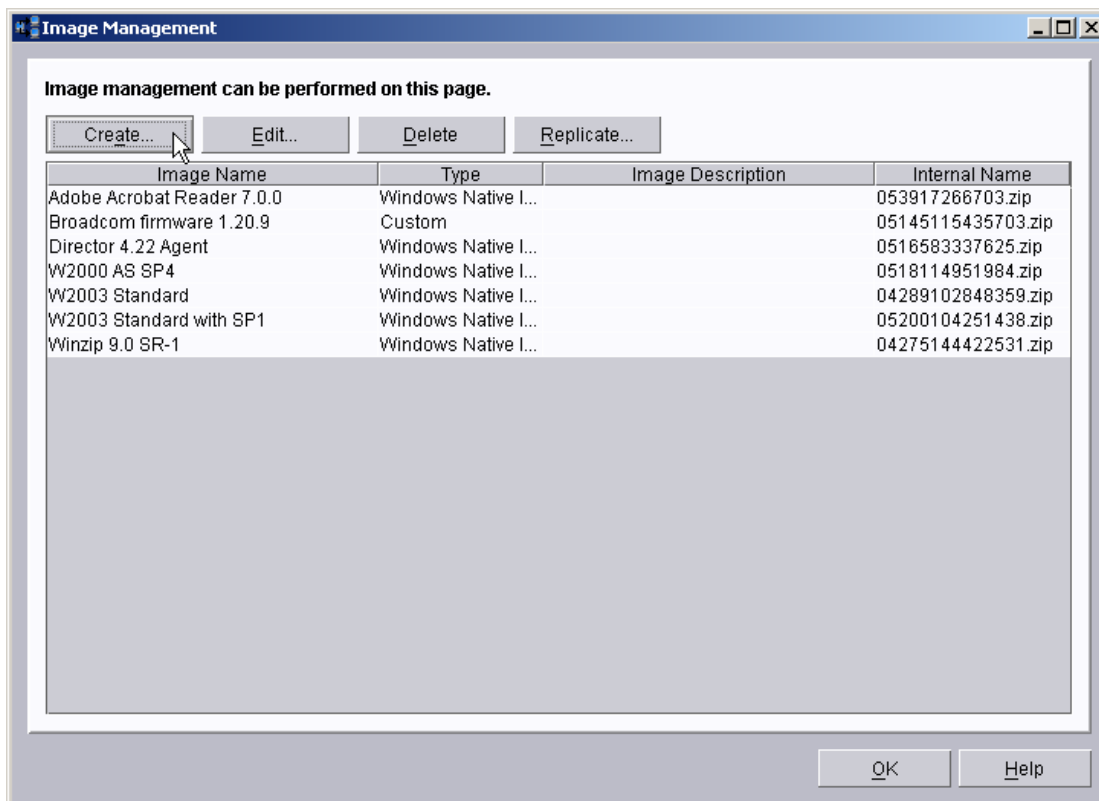 Image Management
Image management can be performed on this page.
Create... Edit... Delete Replicate...
Image Name Type Image Description Internal Name
Adobe Acrobat Reader 7.0.0 Windows Native I... 053917266703.zip
Broadcom firmware 1.20.9 Custom 05145115435703.zip
Director 4.22 Agent Windows Native I... 0516583337625.zip
W2000 AS SP4 Windows Native I... 0518114951984.zip
W2003 Standard Windows Native I... 04289102848359.zip
W2003 Standard with SP1 Windows Native I... 05200104251438.zip
Winzip 9.0 SR-1 Windows Native I... 04275144422531.zip
OK Help